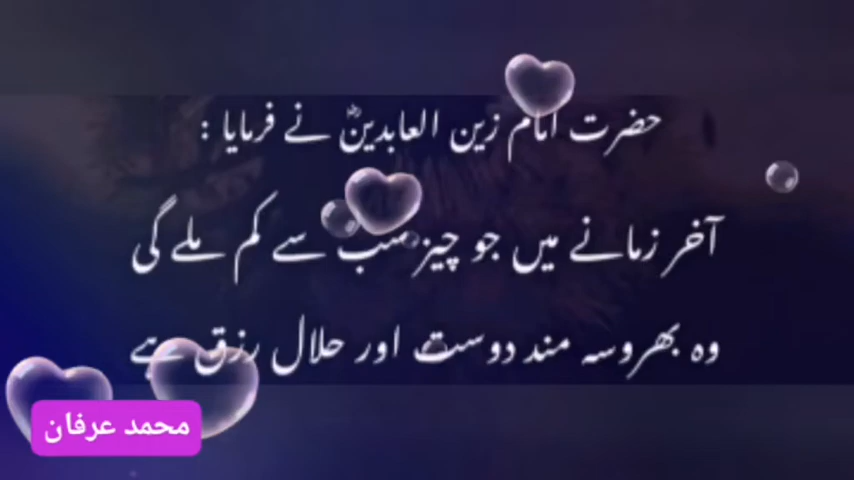 حضرت امام زین العابدینؓ نے فرمایا :
آخر زمانے میں جو چیز سب سے کم ملے گی
وہ بھروسہ مند دوست اور حلال رزق ہے
محمد عرفان